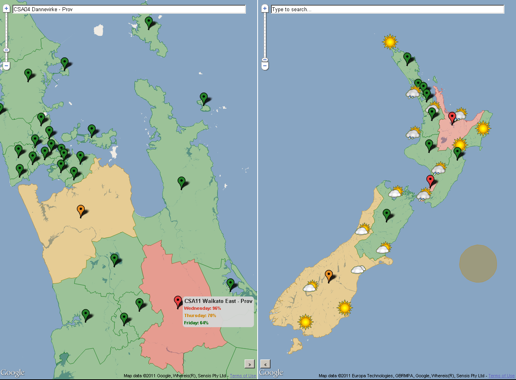 CSA04 Dannevirke - Prov
Type to search...
CSA11 Waikato East - Prov
Wednesday: 96%
Thursday: 78%
Friday: 64%
Google
Map data ©2011 Google, Whereis(R), Sensis Pty Ltd - Terms of Use
Google
Map data ©2011 Europa Technologies, GBRMPA, Google, Whereis(R), Sensis Pty Ltd - Terms of Use